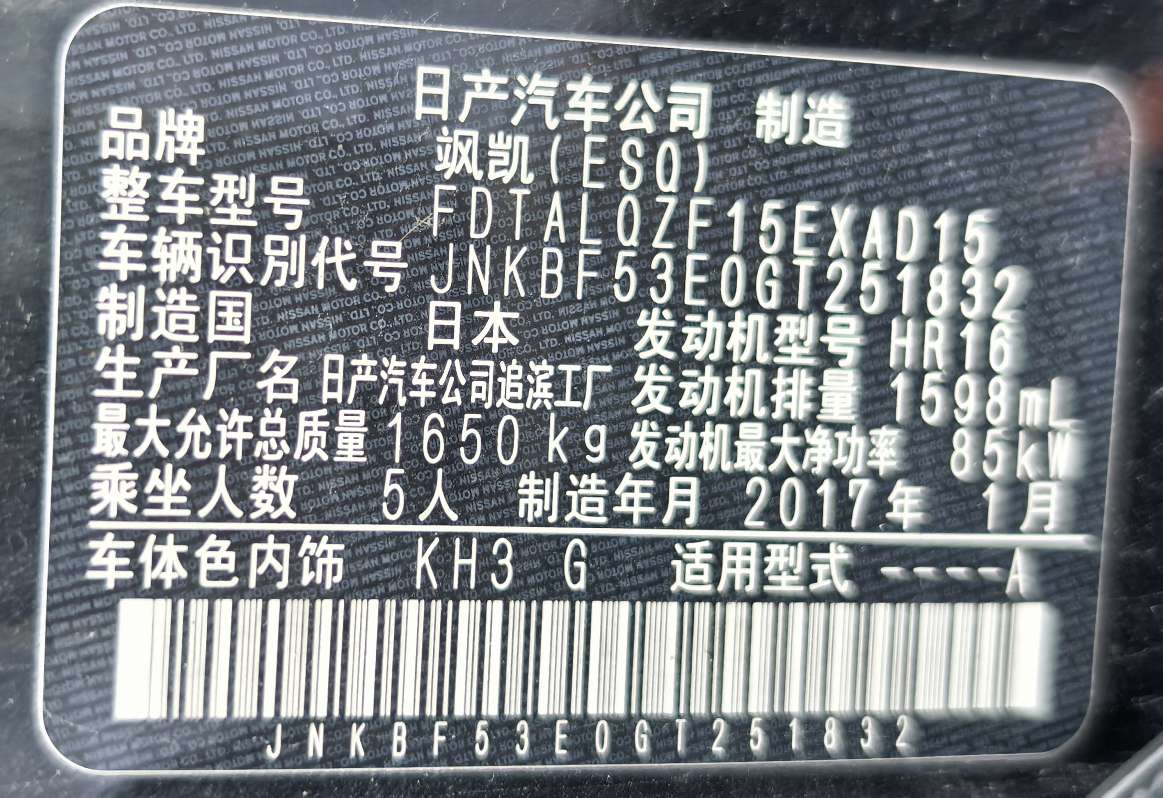 日产汽车公司 制造
品牌 飒凯(ESQ)
整车型号 FDTALQZF15EXAD15
车辆识别代号 JNKBF53E0GT251832
制造国 日本 发动机型号 HR16
生产厂名 日产汽车公司追滨工厂 发动机排量 1598mL
最大允许总质量 1650kg 发动机最大净功率 85kW
乘坐人数 5人 制造年月 2017年 1月
车体色内饰 KH3 G 适用型式 ----A
JNKBF53E0GT251832